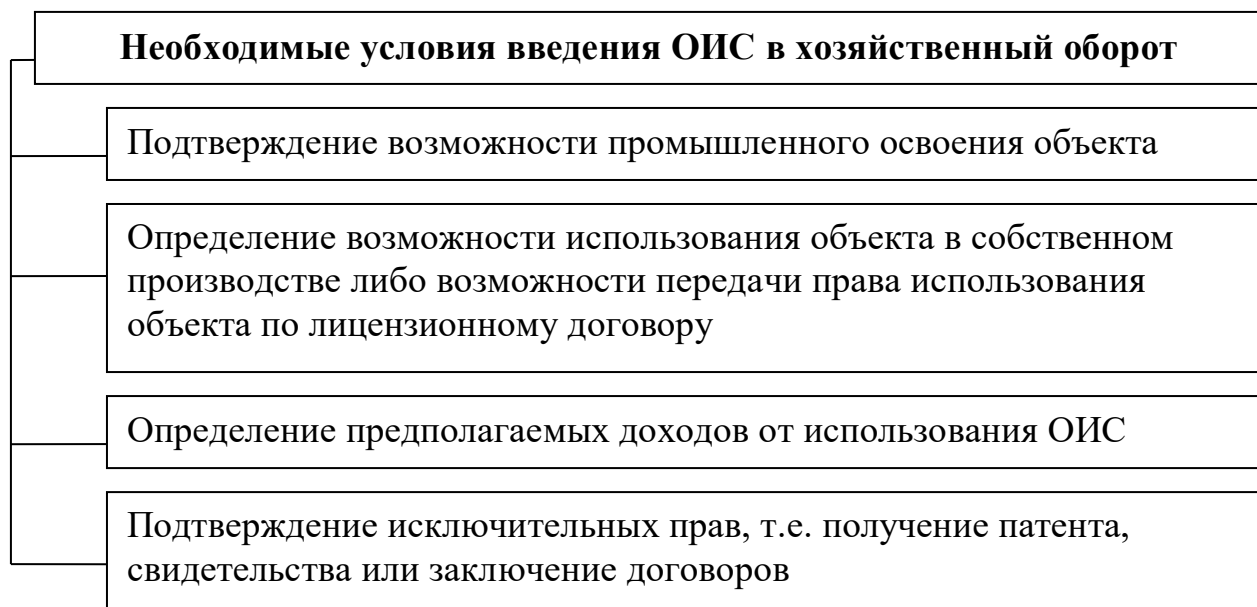 Необходимые условия введения ОИС в хозяйственный оборот
Подтверждение возможности промышленного освоения объекта
Определение возможности использования объекта в собственном
производстве либо возможности передачи права использования
объекта по лицензионному договору
Определение предполагаемых доходов от использования ОИС
Подтверждение исключительных прав, т.е. получение патента,
свидетельства или заключение договоров